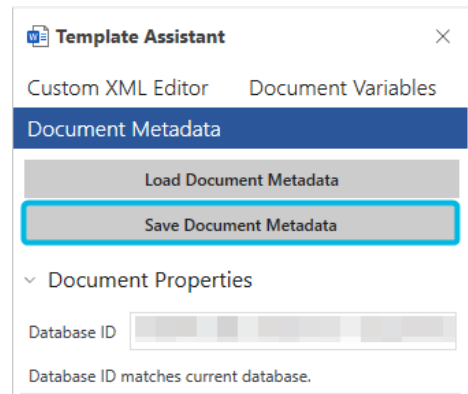 Template Assistant
Custom XML Editor Document Variables
Document Metadata
Load Document Metadata
Save Document Metadata
Document Properties
Database ID
Database ID matches current database.